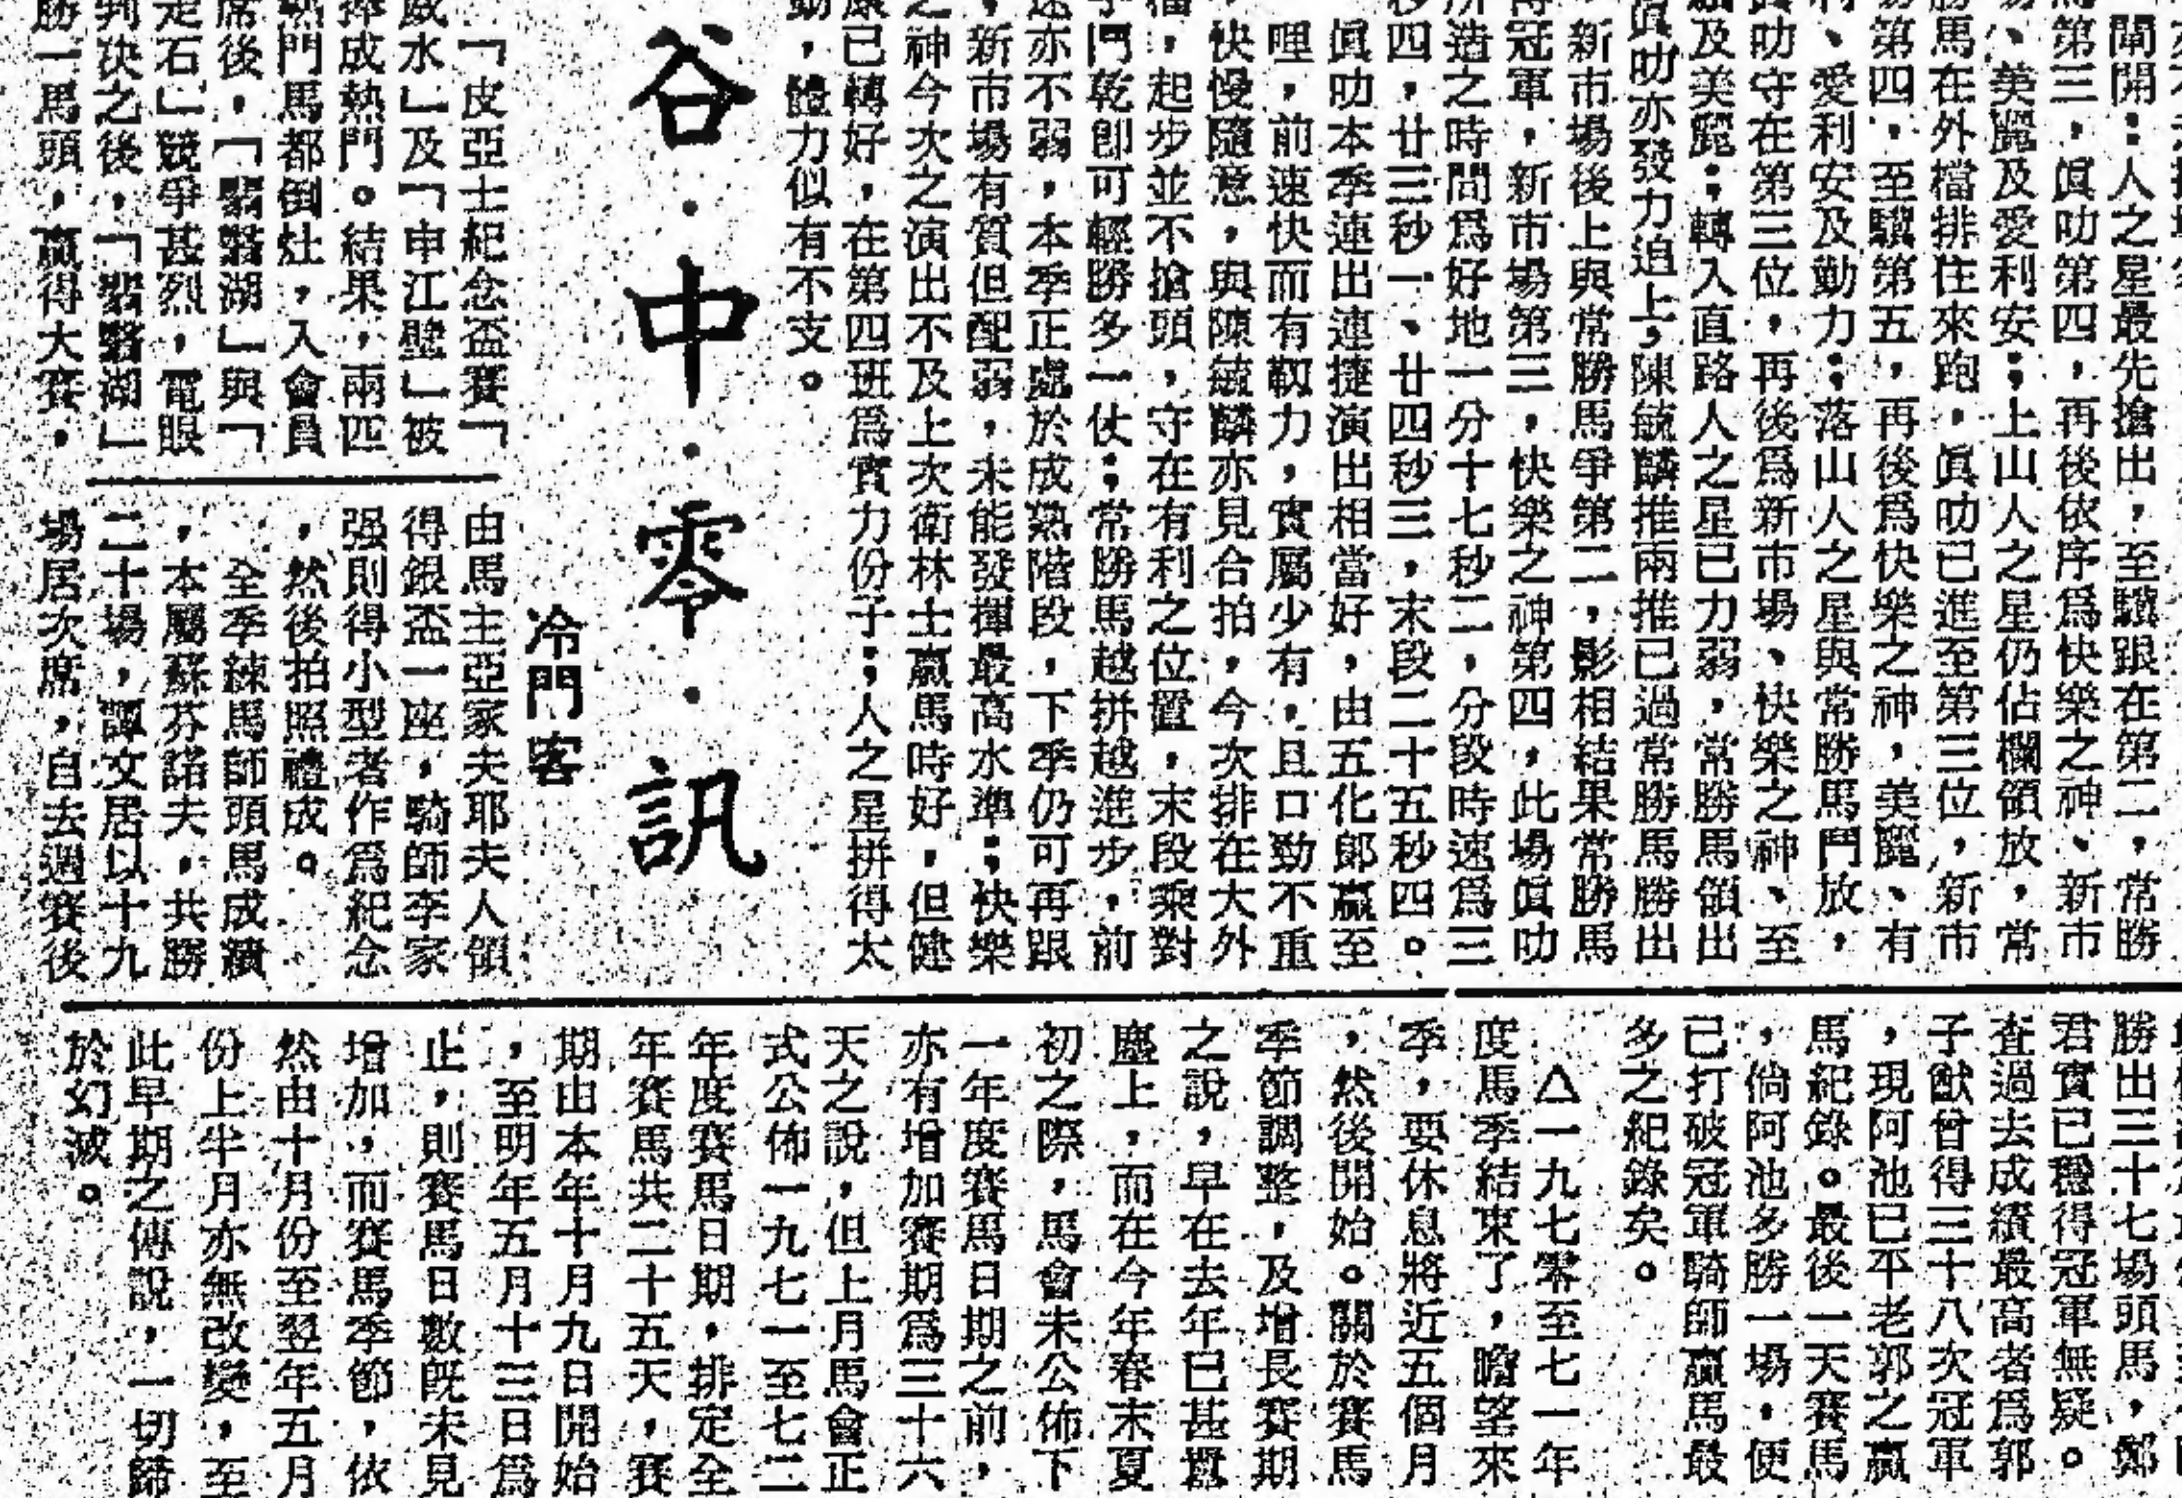 閘開：人之星最先搶出，至驥跟在第二，常勝
馬第三，眞叻第四，再後依序爲快樂之神、新市
場、美麗及愛利安；上山人之星仍佔欄領放，常
勝馬在外檔排住來跑，眞叻已進至第三位，新市
場第四，至驥第五，再後爲快樂之神，美麗、有
利、愛利安及勤力；落山人之星與常勝馬鬥放，
眞叻守在第三位，再後爲新市場、快樂之神、至
驥及美麗；轉入直路人之星已力弱，常勝馬領出
眞叻亦發力追上，陳毓麟推兩推已過常勝馬勝出
，新市場後上與常勝馬爭第二，影相結果常勝馬
得冠軍，新市場第三，快樂之神第四，此場眞叻
所造之時間爲好地一分十七秒二，分段時速爲三
秒四，廿三秒一、廿四秒三，末段二十五秒四。
眞叻本季連出連捷演出相當好，由五化郞贏至
哩，前速快而有靱力，實屬少有，且口勁不重
，快慢隨意，與陳毓麟亦見合拍，今次排在大外
檔，起步並不搶頭，守在有利之位置，末段乘對
手鬥乾卽可輕勝多一仗；常勝馬越拼越進步，前
速亦不弱，本季正處於成熟階段，下季仍可再跟
，新市場有質但配弱，未能發揮最高水準；快樂
之神今次之演出不及上次衛林士贏馬時好，但健
康已轉好，在第四班爲實力份子；人之星拼得太
勤，體力似有不支。
谷·中·零·訊
冷門客
「皮亞士紀念盃賽「
威水」及「申江壁」被
捧成熱門。結果，兩匹
熱門馬都倒灶，入會員
席後，「翡翠湖」與「
走石」競爭甚烈，電眼
判决之後，「翡翠湖」
勝一馬頭，贏得大賽，
由馬主亞家夫耶夫人領
得銀盃一座，騎師李家
强則得小型者作爲紀念
，然後拍照禮成。
全季練馬師頭馬成績
，本屬蘇芬諾夫，共勝
二十場，譚文居以十九
場居次席，自去週賽後
勝出三十七場頭馬，鄭
君實已穩得冠軍無疑。
查過去成績最高者爲郭
子猷曾得三十八次冠軍
，現阿池已平老郭之贏
馬紀錄。最後一天賽馬
，倘阿池多勝一場，便
已打破冠軍騎師贏馬最
多之紀錄矣。
△一九七零至七一年
度馬季結束了，瞻望來
季，要休息將近五個月
，然後開始。關於賽馬
季節調整，及增長賽期
之說，早在去年已甚囂
塵上，而在今年春末夏
初之際，馬會未公佈下
一年度賽馬日期之前，
亦有增加賽期爲三十六
天之說，但上月馬會正
式公佈一九七一至七二
年度賽馬日期，排定全
年賽馬共二十五天，賽
期由本年十月九日開始
，至明年五月十三日爲
止，則賽馬日數旣未見
增加，而賽馬季節，依
然由十月份至翌年五月
份上半月亦無改變，至
此早期之傳說，一切歸
於幻滅。